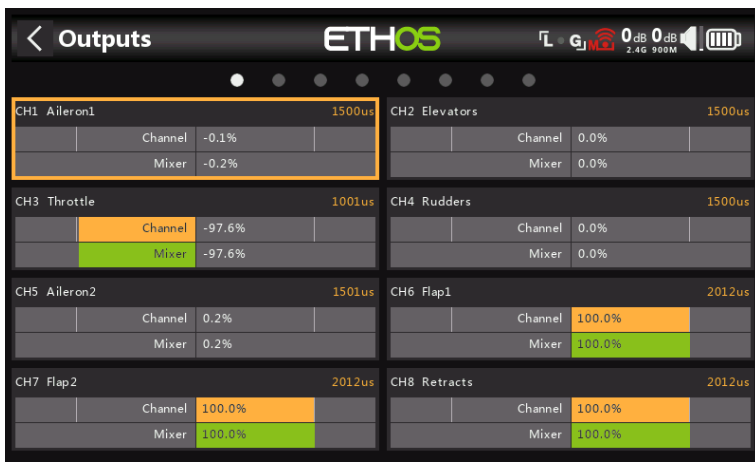 Outputs ETHOS L G M 0 dB 0 dB
2.4G 900M
CH1 Aileron1 1500us
Channel -0.1%
Mixer -0.2%
CH2 Elevators 1500us
Channel 0.0%
Mixer 0.0%
CH3 Throttle 1001us
Channel -97.6%
Mixer -97.6%
CH4 Rudders 1500us
Channel 0.0%
Mixer 0.0%
CH5 Aileron2 1501us
Channel 0.2%
Mixer 0.2%
CH6 Flap1 2012us
Channel 100.0%
Mixer 100.0%
CH7 Flap2 2012us
Channel 100.0%
Mixer 100.0%
CH8 Retracts 2012us
Channel 100.0%
Mixer 100.0%